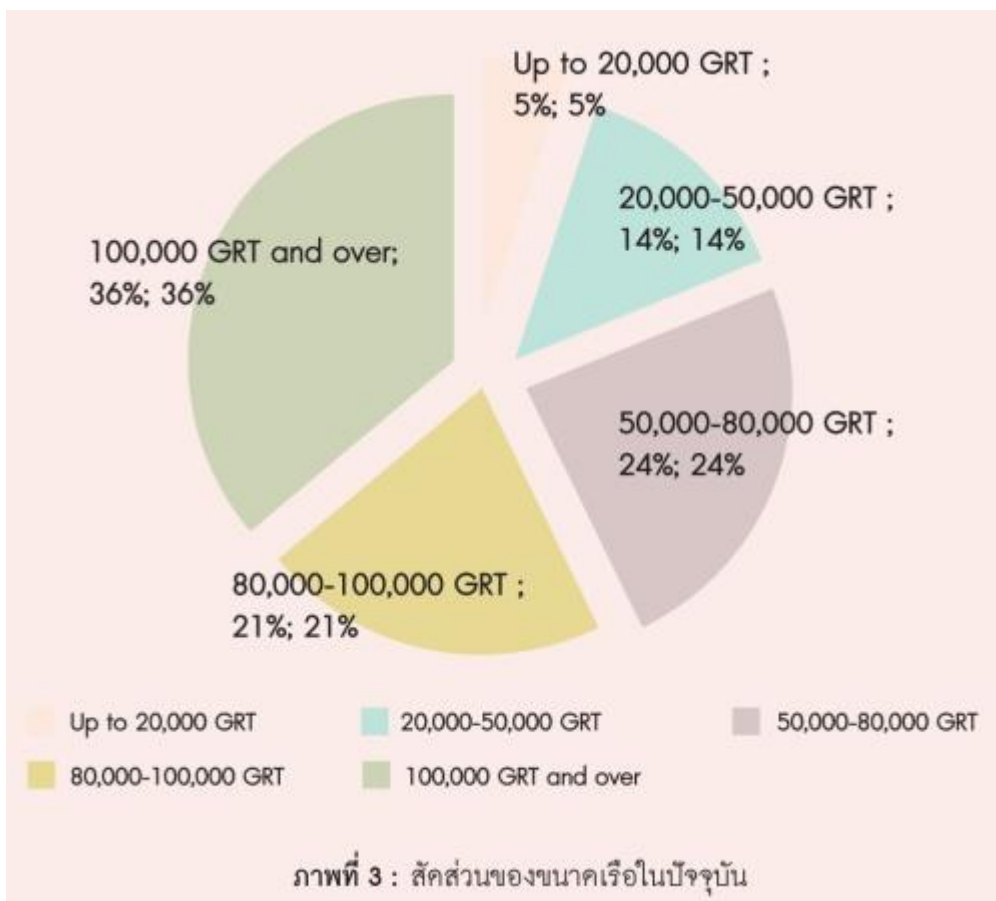 Up to 20,000 GRT ;
5%; 5%
20,000-50,000 GRT ;
14%; 14%
100,000 GRT and over;
36%; 36%
50,000-80,000 GRT ;
24%; 24%
80,000-100,000 GRT ;
21%; 21%
Up to 20,000 GRT
20,000-50,000 GRT
50,000-80,000 GRT
80,000-100,000 GRT
100,000 GRT and over
ภาพที่ 3 : สัดส่วนของขนาดเรือในปัจจุบัน